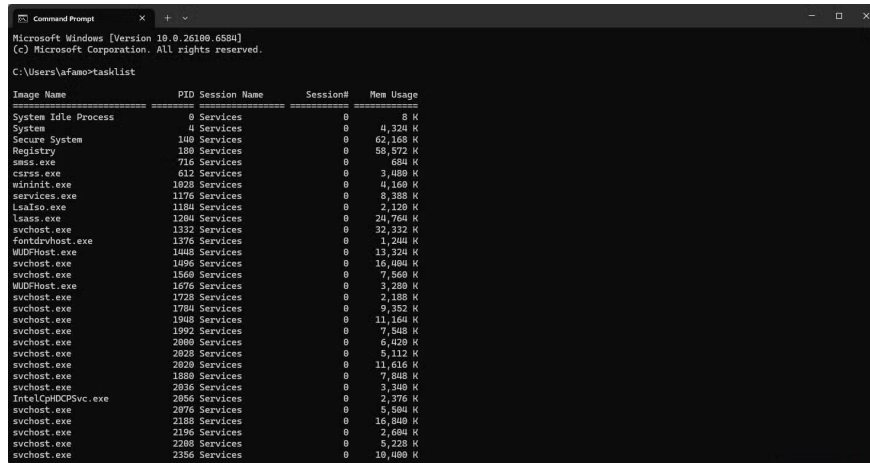 Command Prompt
Microsoft Windows [Version 10.0.26100.6584]
(c) Microsoft Corporation. All rights reserved.
C:\Users\afamo>tasklist
Image Name                     PID Session Name        Session#    Mem Usage
========================= ======== ================ =========== ============
System Idle Process              0 Services                   0          8 K
System                           4 Services                   0      4,324 K
Secure System                  140 Services                   0     62,168 K
Registry                       180 Services                   0     58,572 K
smss.exe                       716 Services                   0        684 K
csrss.exe                      612 Services                   0      3,480 K
wininit.exe                   1028 Services                   0      4,160 K
services.exe                  1176 Services                   0      8,388 K
LsaIso.exe                    1184 Services                   0      2,120 K
lsass.exe                     1204 Services                   0     24,764 K
svchost.exe                   1332 Services                   0     32,332 K
fontdrvhost.exe               1376 Services                   0      1,244 K
WUDFHost.exe                  1448 Services                   0     13,324 K
svchost.exe                   1496 Services                   0     16,404 K
svchost.exe                   1560 Services                   0      7,560 K
WUDFHost.exe                  1676 Services                   0      3,280 K
svchost.exe                   1728 Services                   0      2,188 K
svchost.exe                   1784 Services                   0      9,352 K
svchost.exe                   1948 Services                   0     11,164 K
svchost.exe                   1992 Services                   0      7,548 K
svchost.exe                   2000 Services                   0      6,420 K
svchost.exe                   2028 Services                   0      5,112 K
svchost.exe                   2020 Services                   0     11,616 K
svchost.exe                   1880 Services                   0      7,848 K
svchost.exe                   2036 Services                   0      3,340 K
IntelCpHDCPSvc.exe            2056 Services                   0      2,376 K
svchost.exe                   2076 Services                   0      5,504 K
svchost.exe                   2188 Services                   0     16,840 K
svchost.exe                   2196 Services                   0      2,604 K
svchost.exe                   2208 Services                   0      5,228 K
svchost.exe                   2356 Services                   0     10,400 K